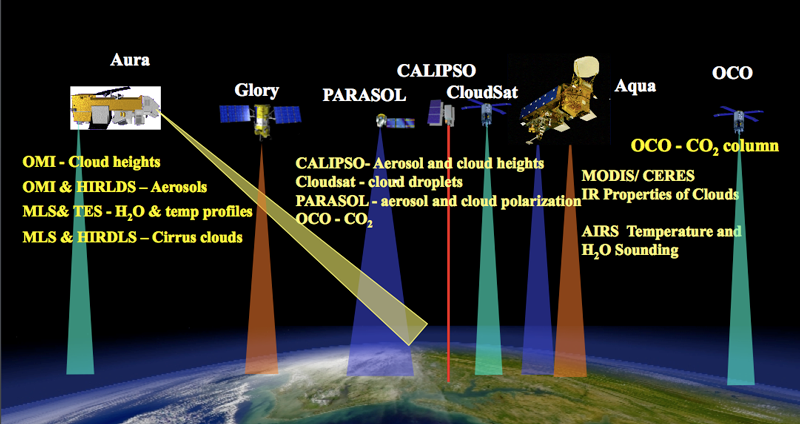 Aura
Glory
PARASOL
CALIPSO
CloudSat
Aqua
OCO
OMI - Cloud heights
OMI & HIRLDS – Aerosols
MLS& TES - H₂O & temp profiles
MLS & HIRDLS – Cirrus clouds
CALIPSO- Aerosol and cloud heights
Cloudsat - cloud droplets
PARASOL - aerosol and cloud polarization
OCO - CO₂
OCO - CO₂ column
MODIS/ CERES
IR Properties of Clouds
AIRS Temperature and
H₂O Sounding